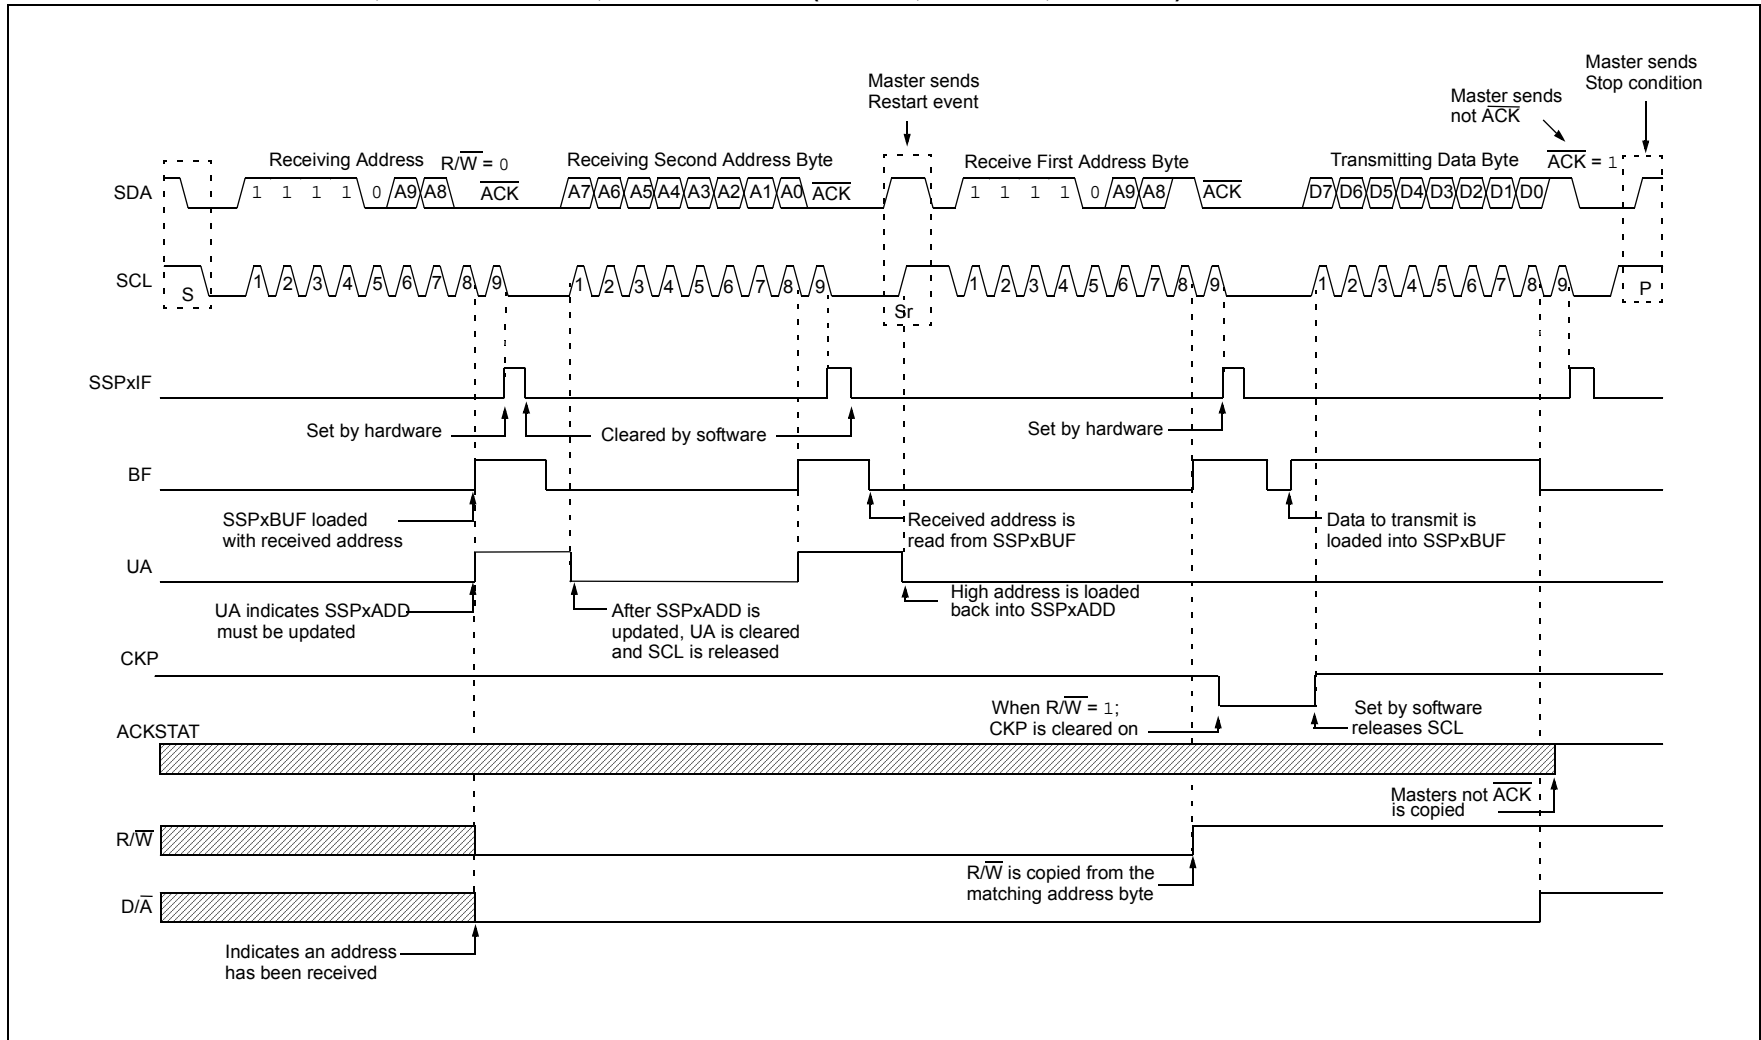 Master sends
Restart event
Master sends
not A̅C̅K̅
Master sends
Stop condition
Receiving Address R/W̅ = 0
Receiving Second Address Byte
Receive First Address Byte
Transmitting Data Byte
A̅C̅K̅ = 1
SDA
1 1 1 1 0 A9 A8 A̅C̅K̅
A7 A6 A5 A4 A3 A2 A1 A0 A̅C̅K̅
1 1 1 1 0 A9 A8 A̅C̅K̅
D7 D6 D5 D4 D3 D2 D1 D0
SCL
S
1 2 3 4 5 6 7 8 9
1 2 3 4 5 6 7 8 9
Sr
1 2 3 4 5 6 7 8 9
1 2 3 4 5 6 7 8 9
P
SSPxIF
Set by hardware
Cleared by software
Set by hardware
BF
SSPxBUF loaded
with received address
Received address is
read from SSPxBUF
Data to transmit is
loaded into SSPxBUF
UA
UA indicates SSPxADD
must be updated
After SSPxADD is
updated, UA is cleared
and SCL is released
High address is loaded
back into SSPxADD
CKP
When R/W̅ = 1;
CKP is cleared on
Set by software
releases SCL
ACKSTAT
Masters not A̅C̅K̅
is copied
R/W̅
R/W̅ is copied from the
matching address byte
D/A̅
Indicates an address
has been received